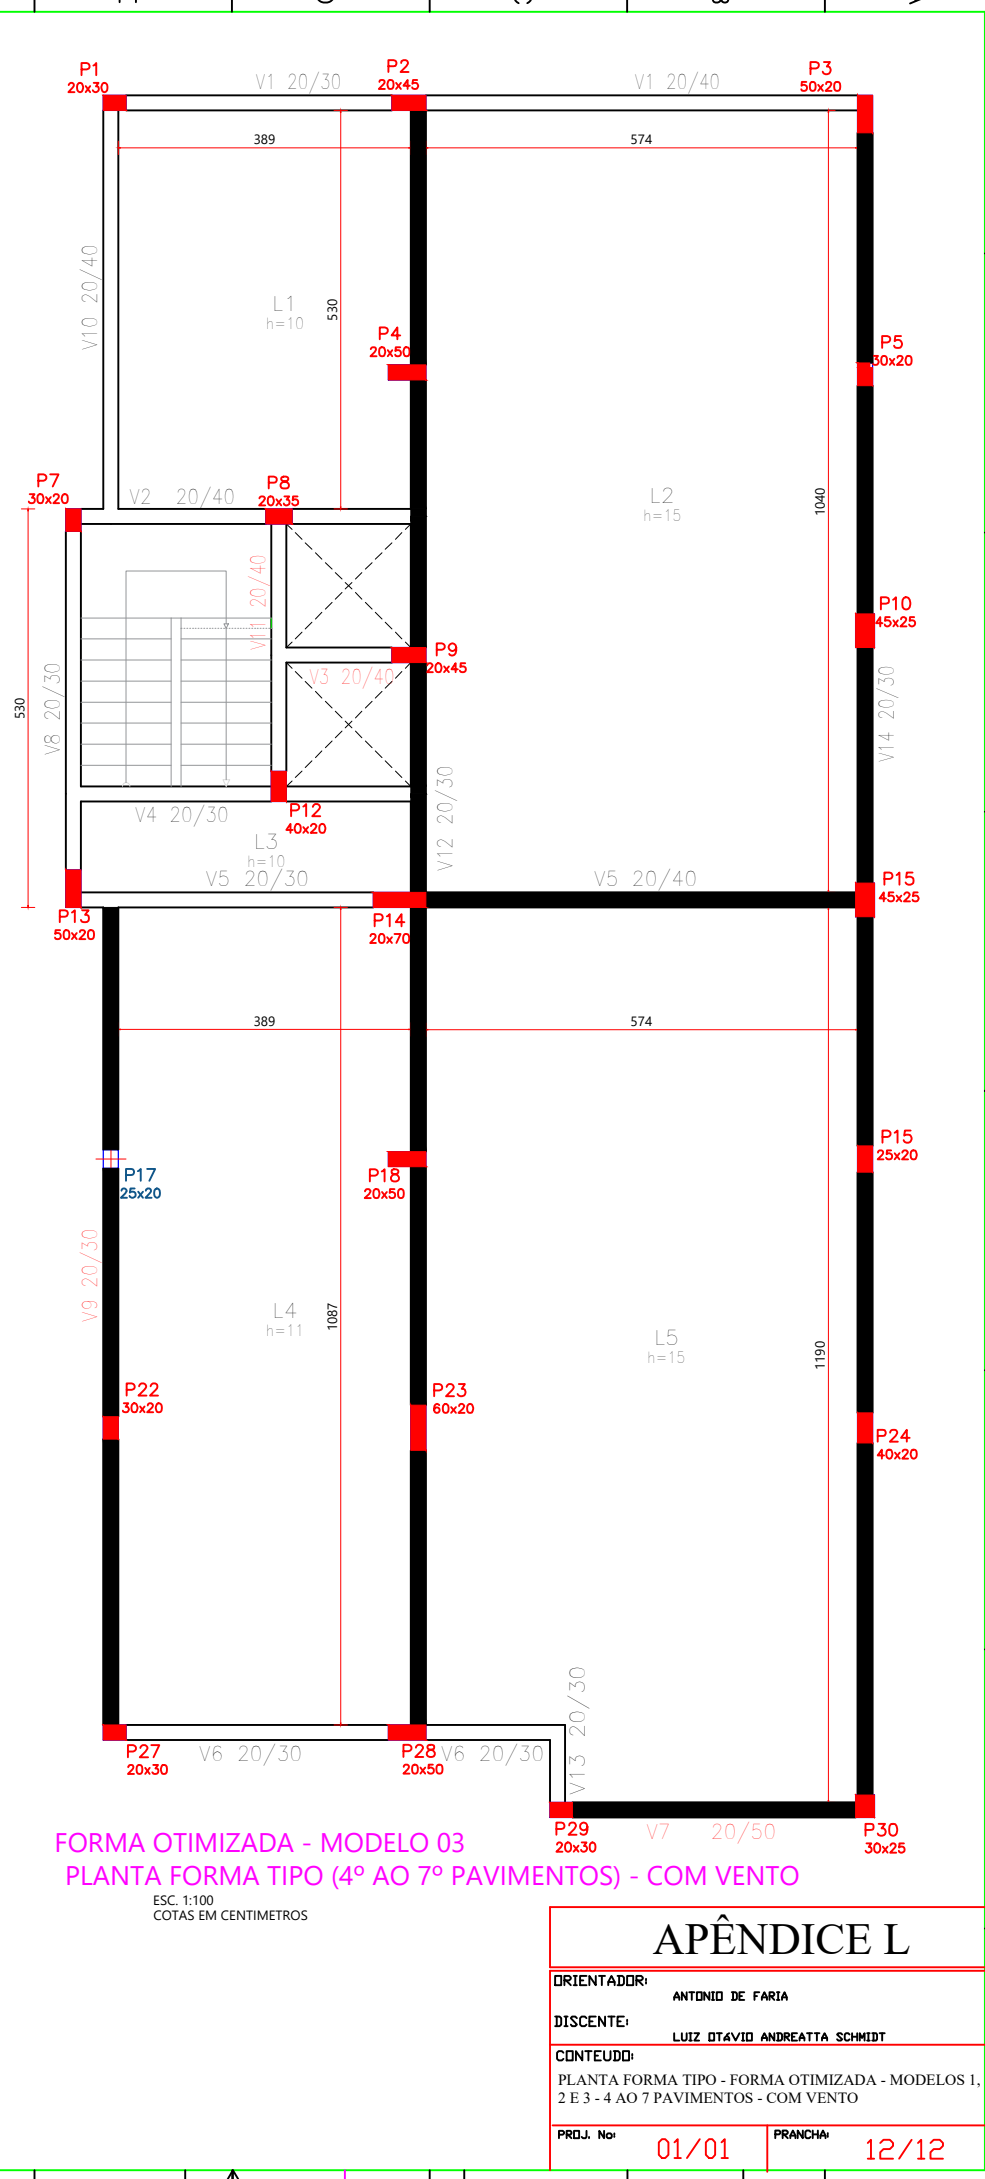 P1
20x30
V1 20/30
P2
20x45
V1 20/40
P3
50x20
389
574
V10 20/40
L1
h=10
530
P4
20x50
P5
30x20
P7
30x20
V2 20/40
P8
20x35
L2
h=15
1040
V11 20/40
P10
45x25
P9
20x45
V3 20/40
530
V8 20/30
V14 20/30
V4 20/30
P12
40x20
V12 20/30
L3
h=10
V5 20/30
V5 20/40
P15
45x25
P13
50x20
P14
20x70
389
574
P15
25x20
P17
25x20
P18
20x50
V9 20/30
L4
h=11
1087
L5
h=15
1190
P22
30x20
P23
60x20
P24
40x20
V13 20/30
P27
20x30
V6 20/30
P28
20x50
V6 20/30
P29
20x30
V7 20/50
P30
30x25
FORMA OTIMIZADA - MODELO 03
PLANTA FORMA TIPO (4º AO 7º PAVIMENTOS) - COM VENTO
ESC. 1:100
COTAS EM CENTIMETROS
APÊNDICE L
ORIENTADOR:
ANTONIO DE FARIA
DISCENTE:
LUIZ OTÁVIO ANDREATTA SCHMIDT
CONTEUDO:
PLANTA FORMA TIPO - FORMA OTIMIZADA - MODELOS 1,
2 E 3 - 4 AO 7 PAVIMENTOS - COM VENTO
PROJ. No:
01/01
PRANCHA:
12/12